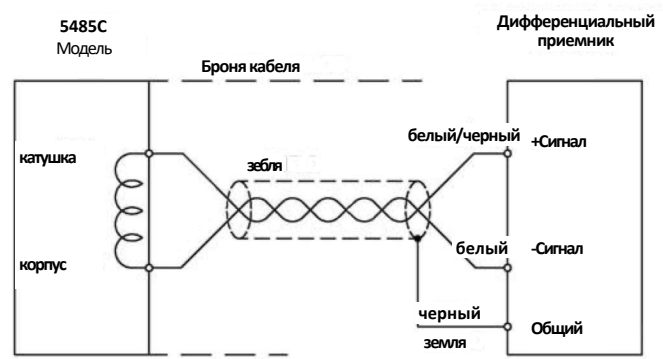 5485C
Модель
Дифференциальный
приемник
Броня кабеля
белый/черный
+Сигнал
катушка
зебля
корпус
белый
-Сигнал
черный
земля
Общий